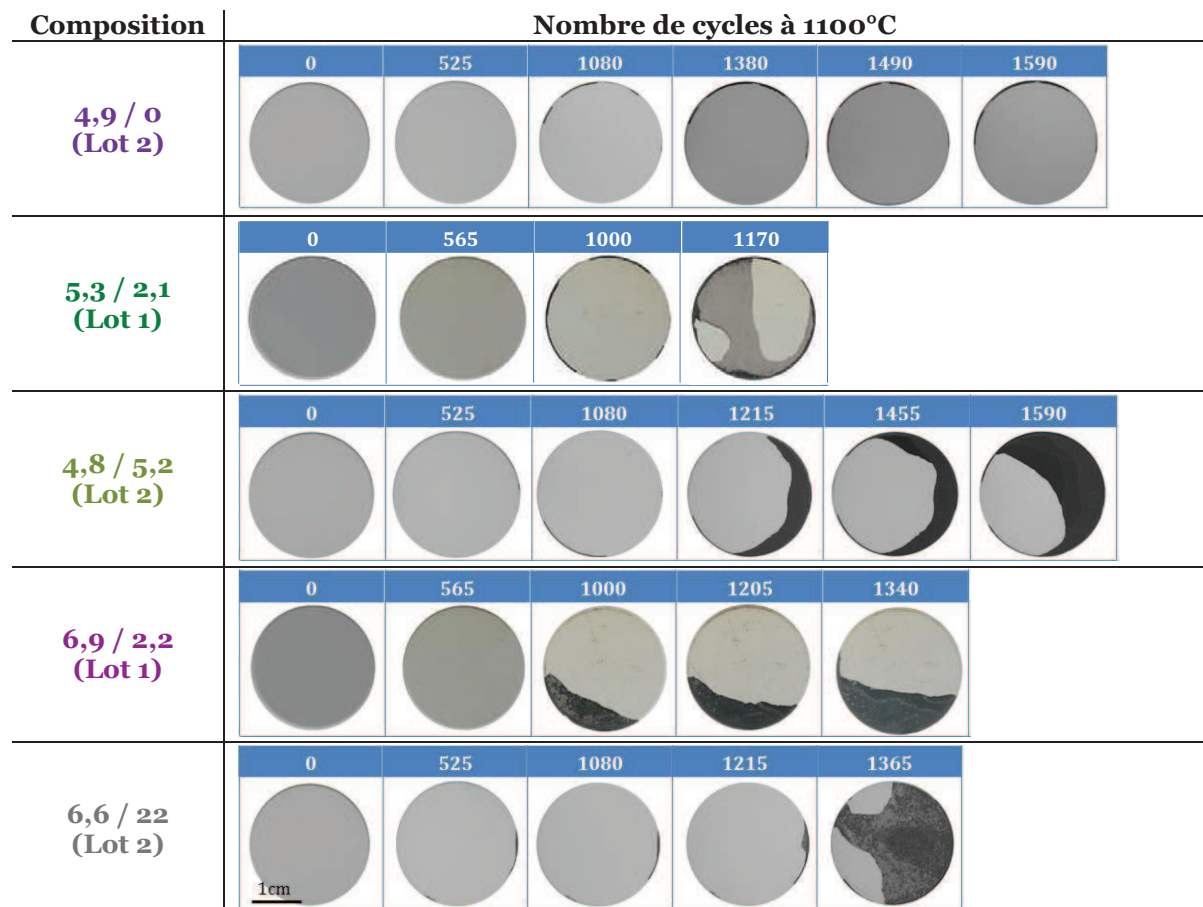 Composition Nombre de cycles à 1100°C
0 525 1080 1380 1490 1590
4,9 / 0
(Lot 2)
0 565 1000 1170
5,3 / 2,1
(Lot 1)
0 525 1080 1215 1455 1590
4,8 / 5,2
(Lot 2)
0 565 1000 1205 1340
6,9 / 2,2
(Lot 1)
0 525 1080 1215 1365
6,6 / 22
(Lot 2)
1cm